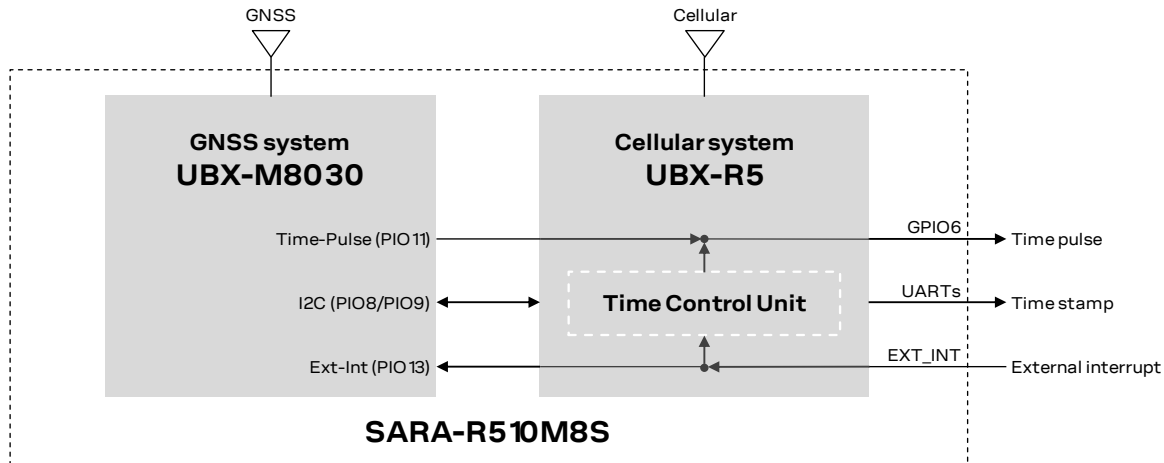 GNSS
Cellular
GNSS system
UBX-M8030
Cellular system
UBX-R5
Time-Pulse (PIO11)
GPIO6
Time pulse
I2C (PIO8/PIO9)
Time Control Unit
UARTs
Time stamp
Ext-Int (PIO13)
EXT_INT
External interrupt
SARA-R510M8S